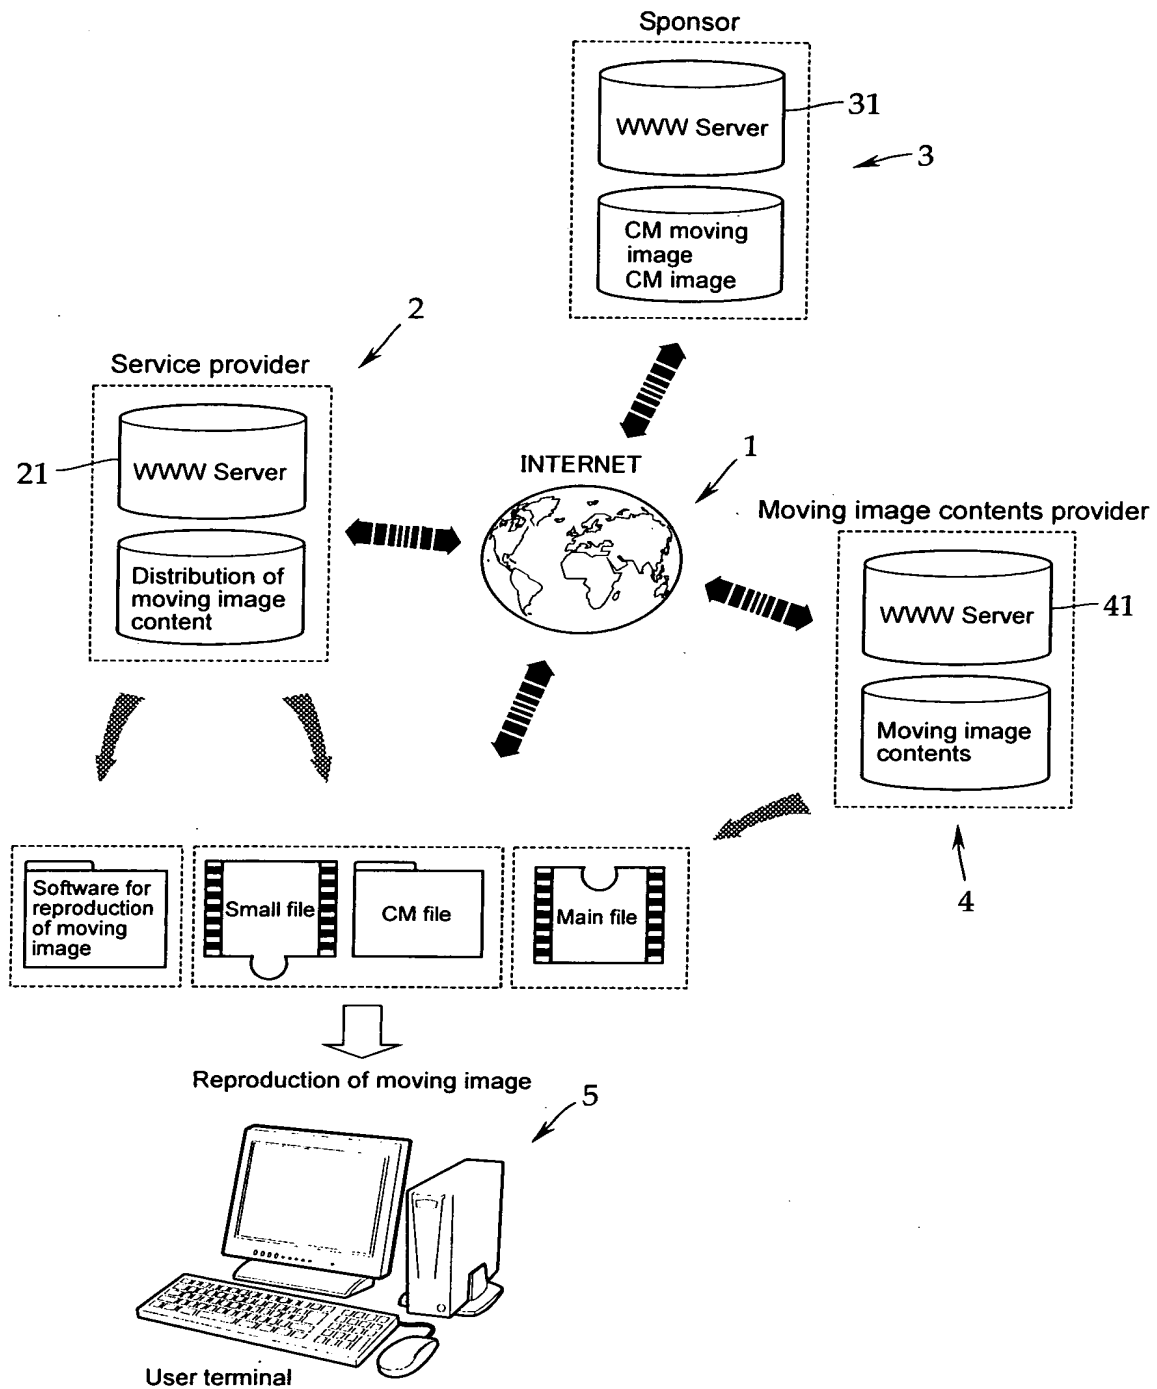 Sponsor
WWW Server
31
3
CM moving
image
CM image
2
Service provider
21
WWW Server
Distribution of
moving image
content
INTERNET
1
Moving image contents provider
WWW Server
41
Moving image
contents
4
Software for
reproduction
of moving
image
Small file
CM file
Main file
Reproduction of moving image
5
User terminal